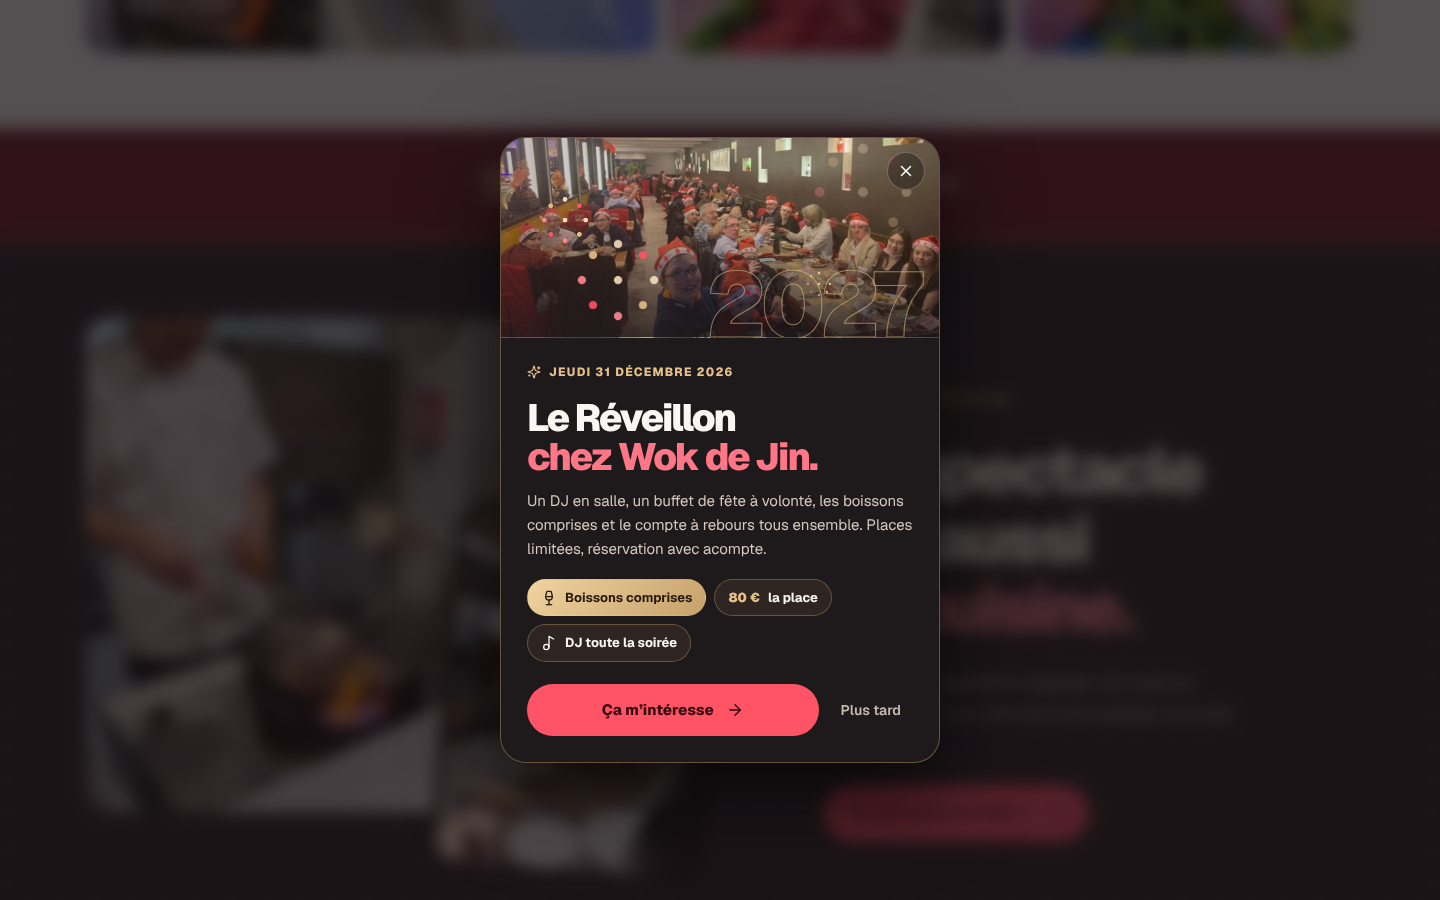 2027
JEUDI 31 DÉCEMBRE 2026
Le Réveillon
chez Wok de Jin.
Un DJ en salle, un buffet de fête à volonté, les boissons
comprises et le compte à rebours tous ensemble. Places
limitées, réservation avec acompte.
Boissons comprises
80 € la place
DJ toute la soirée
Ça m’intéresse
Plus tard